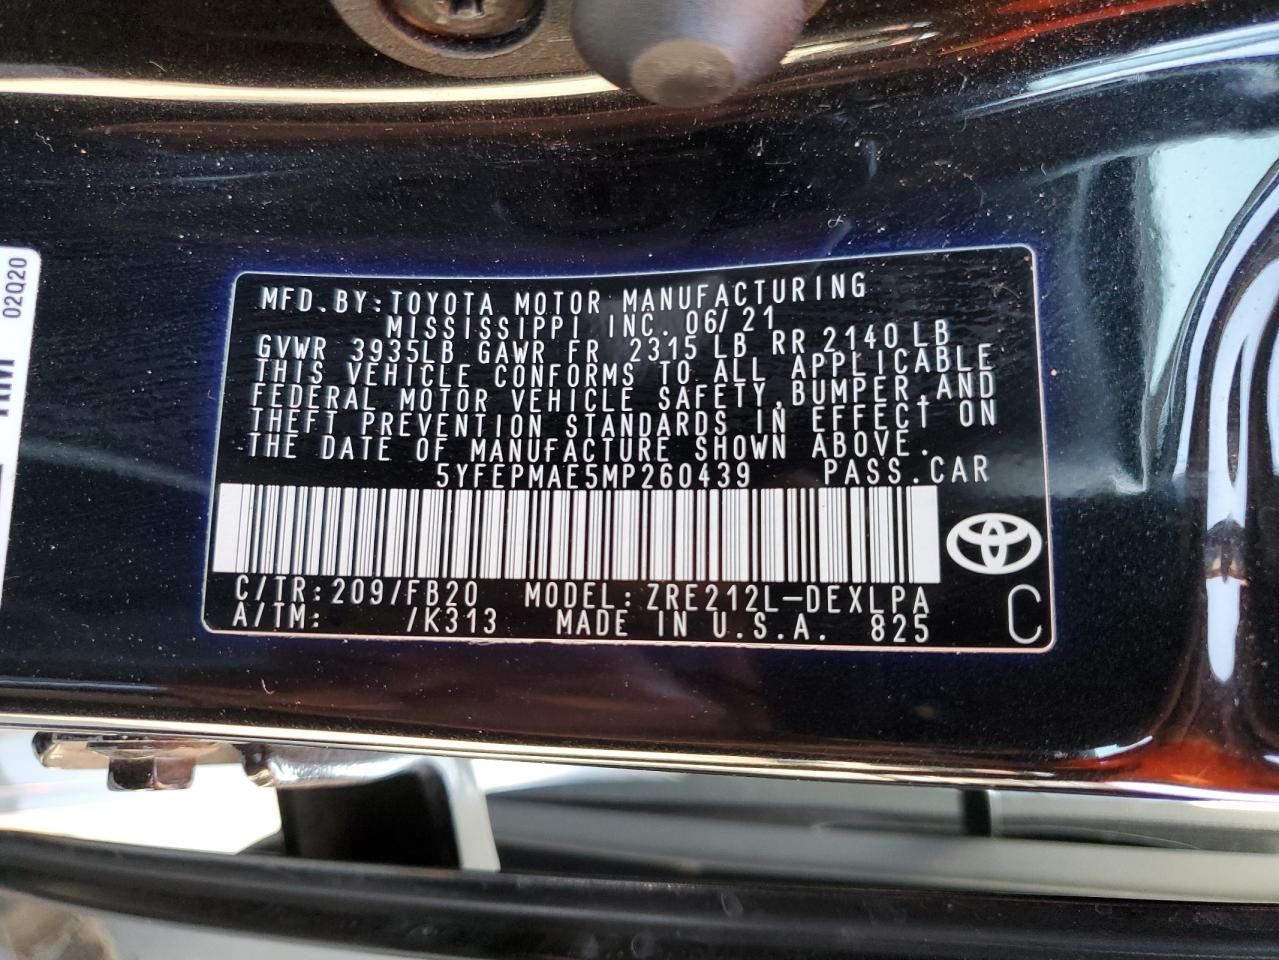 02Q20
MFD.BY:TOYOTA MOTOR MANUFACTURING
MISSISSIPPI INC. 06/21
GVWR 3935LB GAWR FR 2315 LB RR 2140 LB
THIS VEHICLE CONFORMS TO ALL APPLICABLE
FEDERAL MOTOR VEHICLE SAFETY,BUMPER,AND
THEFT PREVENTION STANDARDS IN EFFECT ON
THE DATE OF MANUFACTURE SHOWN ABOVE.
5YFEPMAE5MP260439 PASS.CAR
C/TR:209/FB20 MODEL:ZRE212L-DEXLPA
A/TM: /K313 MADE IN U.S.A. 825
C